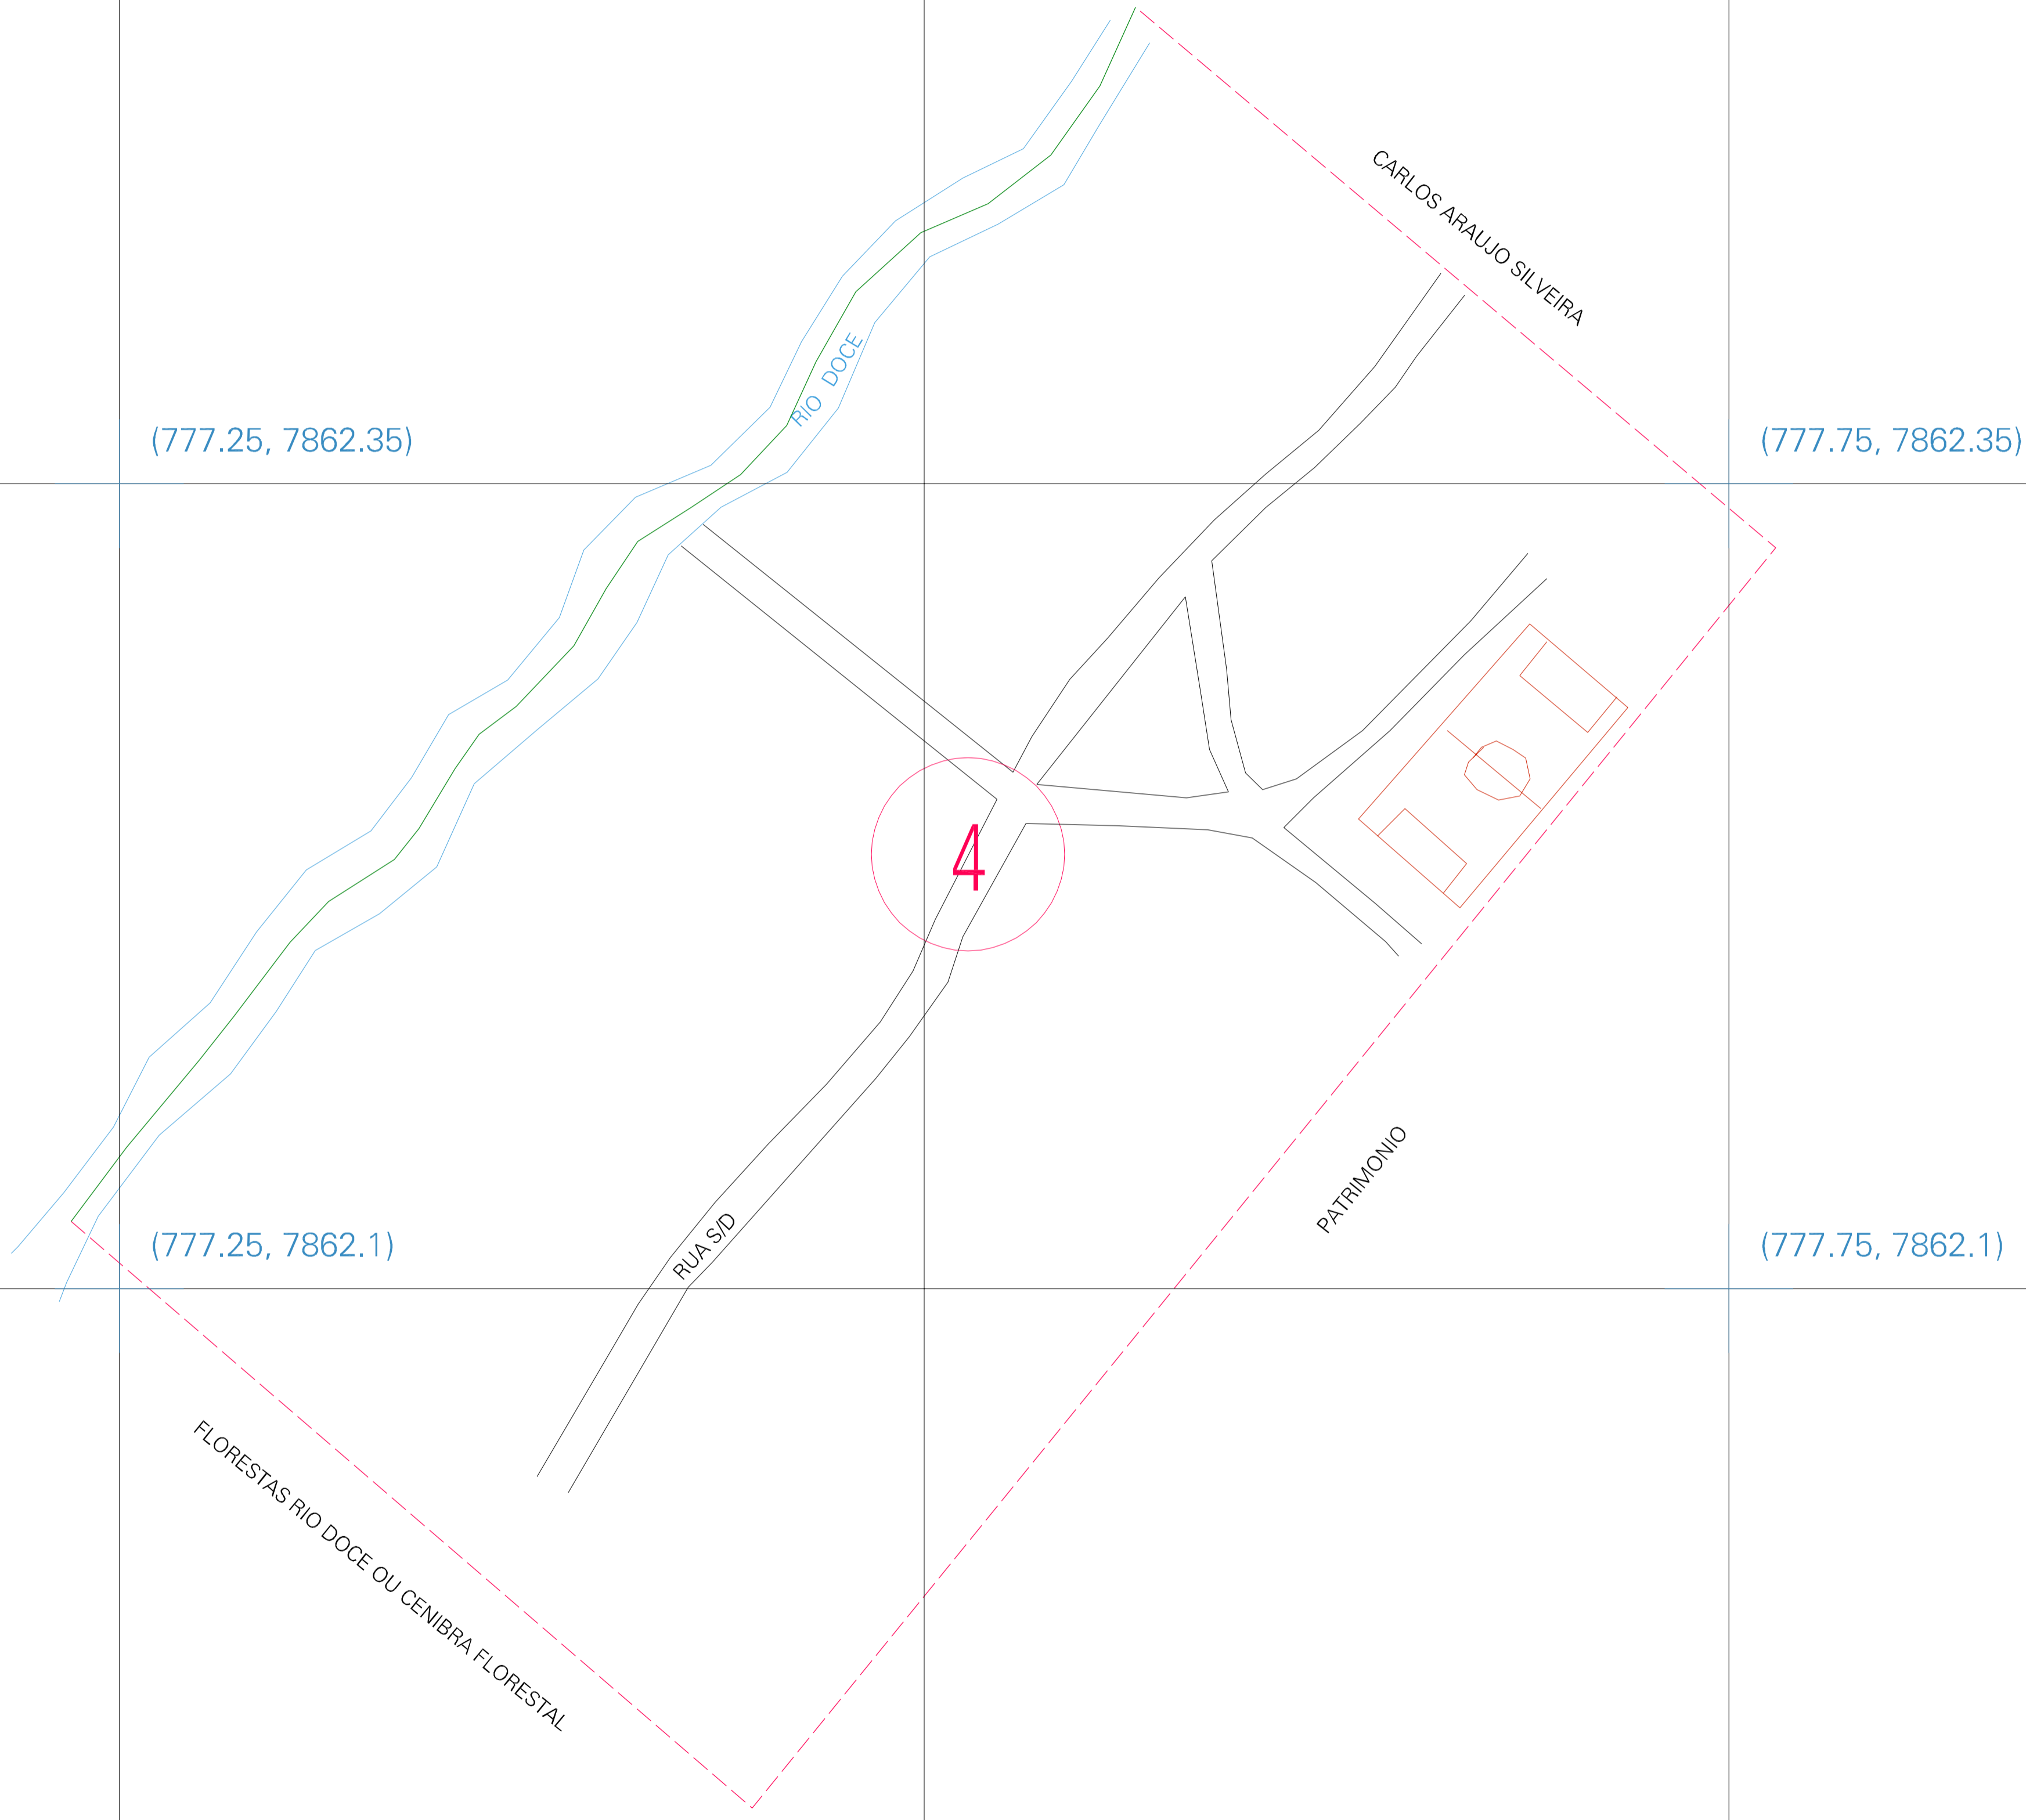 CARLOS ARAUJO SILVEIRA
RIO DOCE
(777.25, 7862.35)
(777.75, 7862.35)
4
PATRIMONIO
RUA S/D
(777.25, 7862.1)
(777.75, 7862.1)
FLORESTAS RIO DOCE OU CENIBRA FLORESTAL